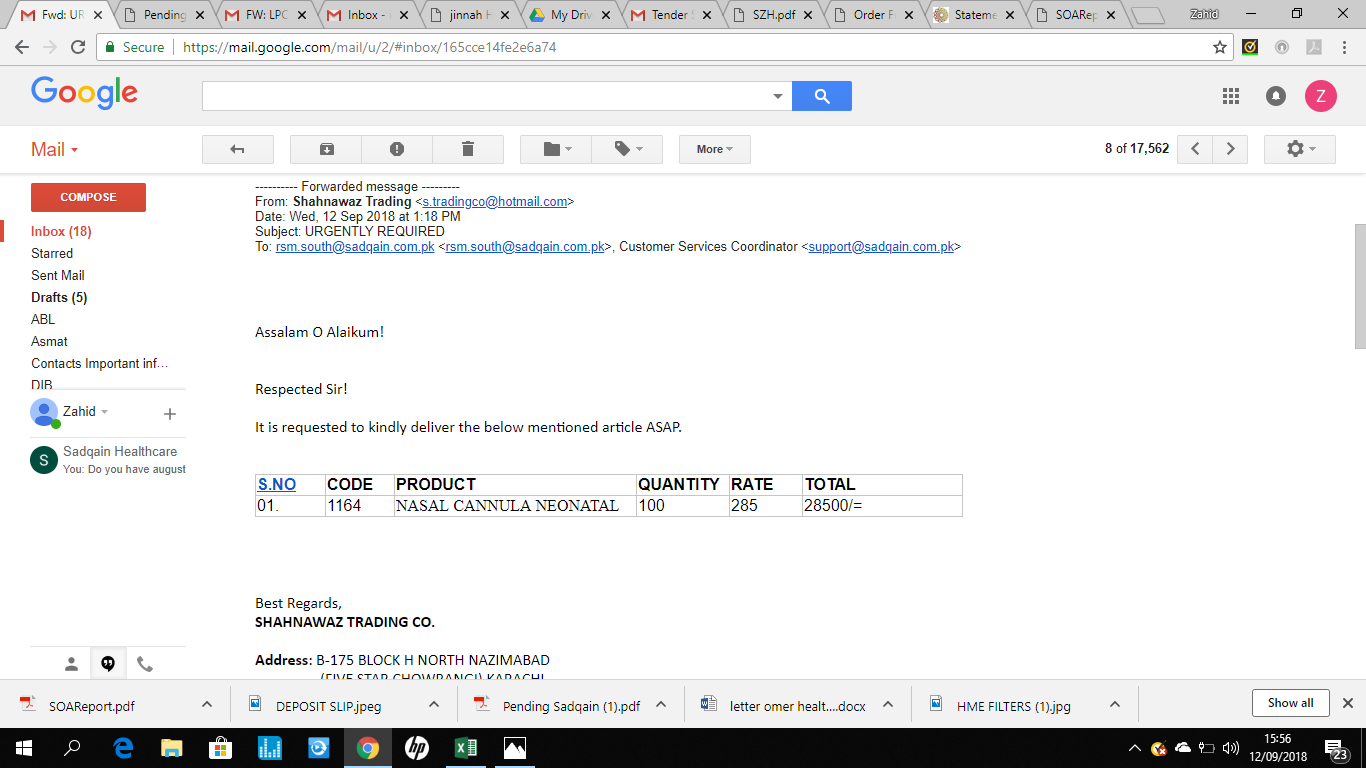 Fwd: UR
Pending
FW: LPC
Inbox -
jinnah H
My Driv
Tender
SZH.pdf
Order F
Stateme
SOARep
Zahid
Secure
https://mail.google.com/mail/u/2/#inbox/165cce14fe2e6a74
Google
Z
Mail
More
8 of 17,562
COMPOSE
Inbox (18)
Starred
Sent Mail
Drafts (5)
ABL
Asmat
Contacts Important inf…
DIB
Zahid
S
Sadqain Healthcare
You: Do you have august
---------- Forwarded message ---------
From: Shahnawaz Trading <s.tradingco@hotmail.com>
Date: Wed, 12 Sep 2018 at 1:18 PM
Subject: URGENTLY REQUIRED
To: rsm.south@sadqain.com.pk <rsm.south@sadqain.com.pk>, Customer Services Coordinator <support@sadqain.com.pk>
Assalam O Alaikum!
Respected Sir!
It is requested to kindly deliver the below mentioned article ASAP.
S.NO CODE PRODUCT QUANTITY RATE TOTAL
01. 1164 NASAL CANNULA NEONATAL 100 285 28500/=
Best Regards,
SHAHNAWAZ TRADING CO.
Address: B-175 BLOCK H NORTH NAZIMABAD
(FIVE STAR CHOWRANGI) KARACHI
SOAReport.pdf
DEPOSIT SLIP.jpeg
Pending Sadqain (1).pdf
letter omer healt....docx
HME FILTERS (1).jpg
Show all
hp
15:56
12/09/2018
23